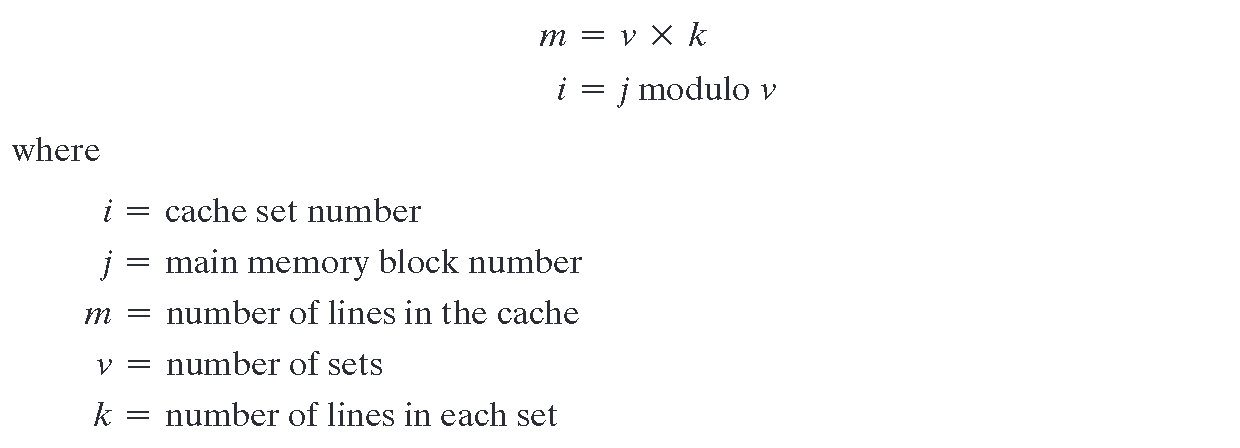 m = v × k
i = j modulo v
where
i = cache set number
j = main memory block number
m = number of lines in the cache
v = number of sets
k = number of lines in each set